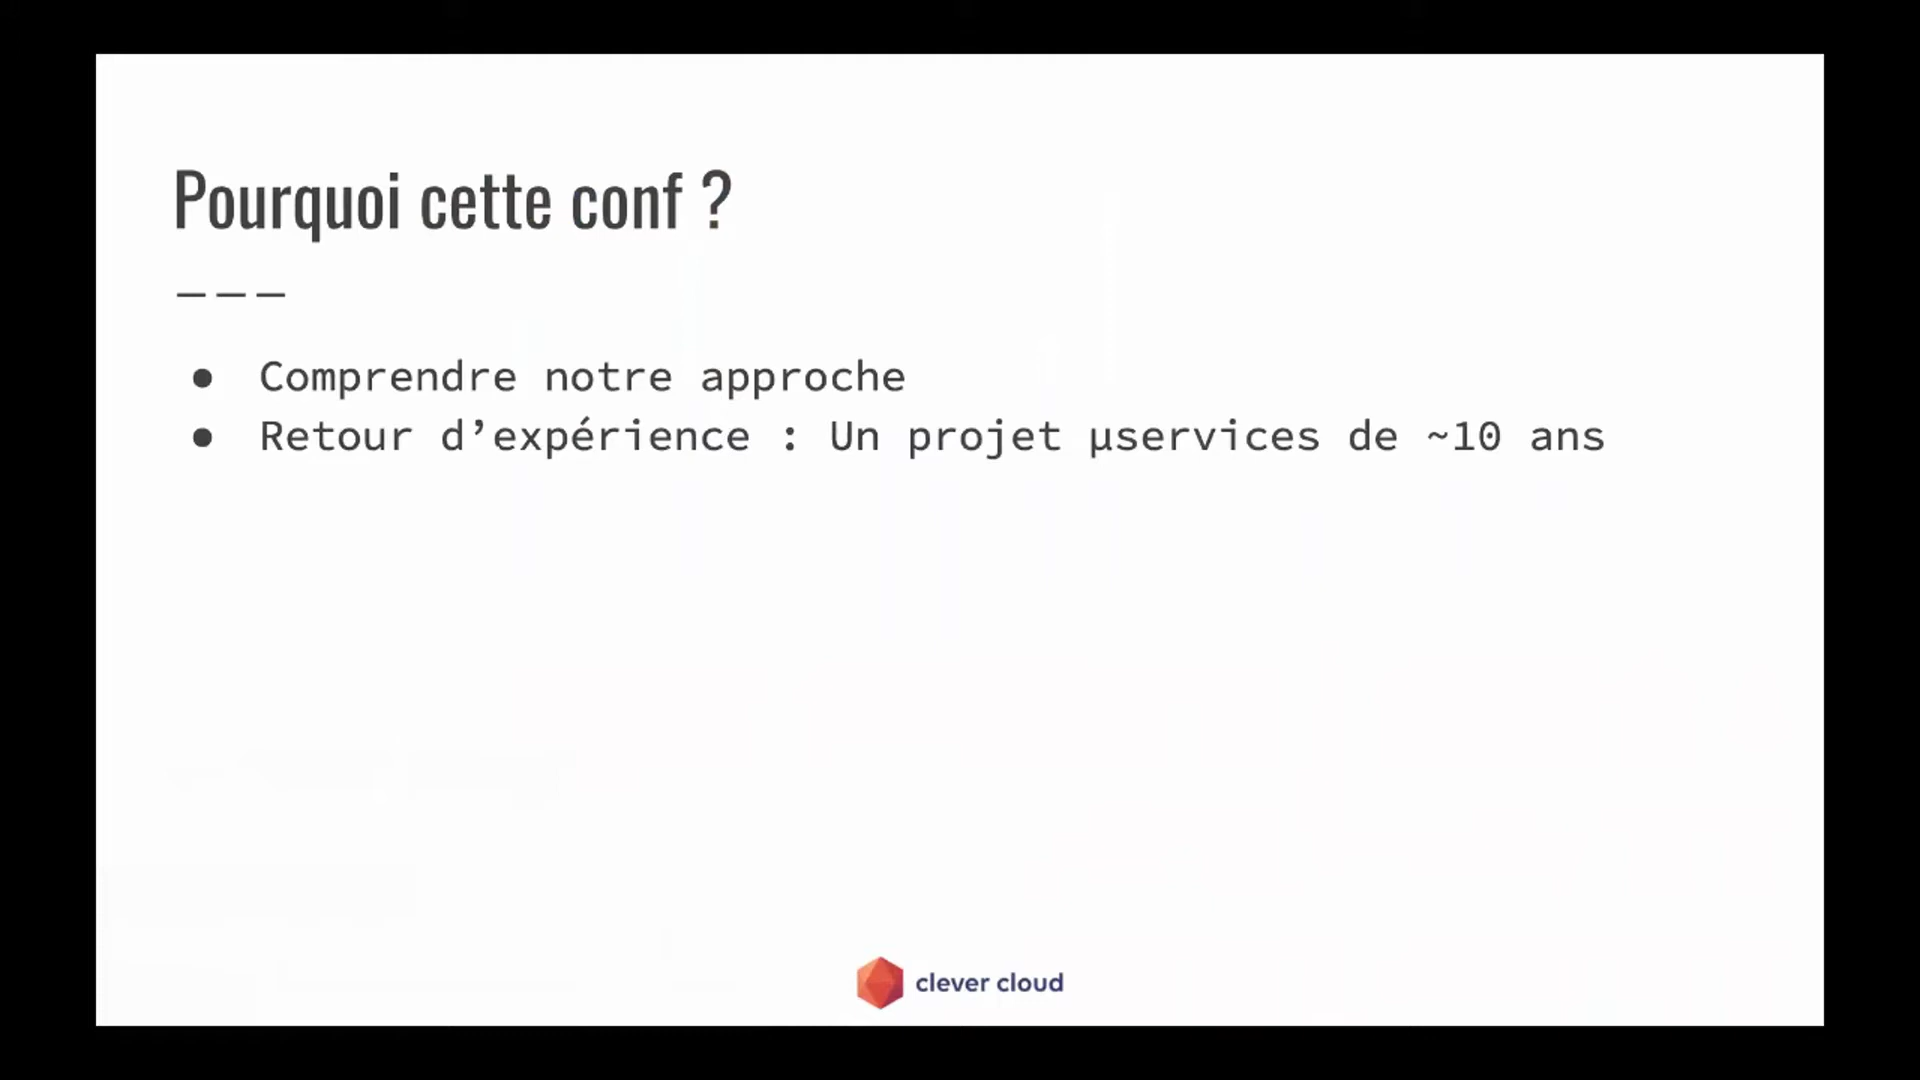 Pourquoi cette conf ?
———
● Comprendre notre approche
● Retour d’expérience : Un projet µservices de ~10 ans
clever cloud